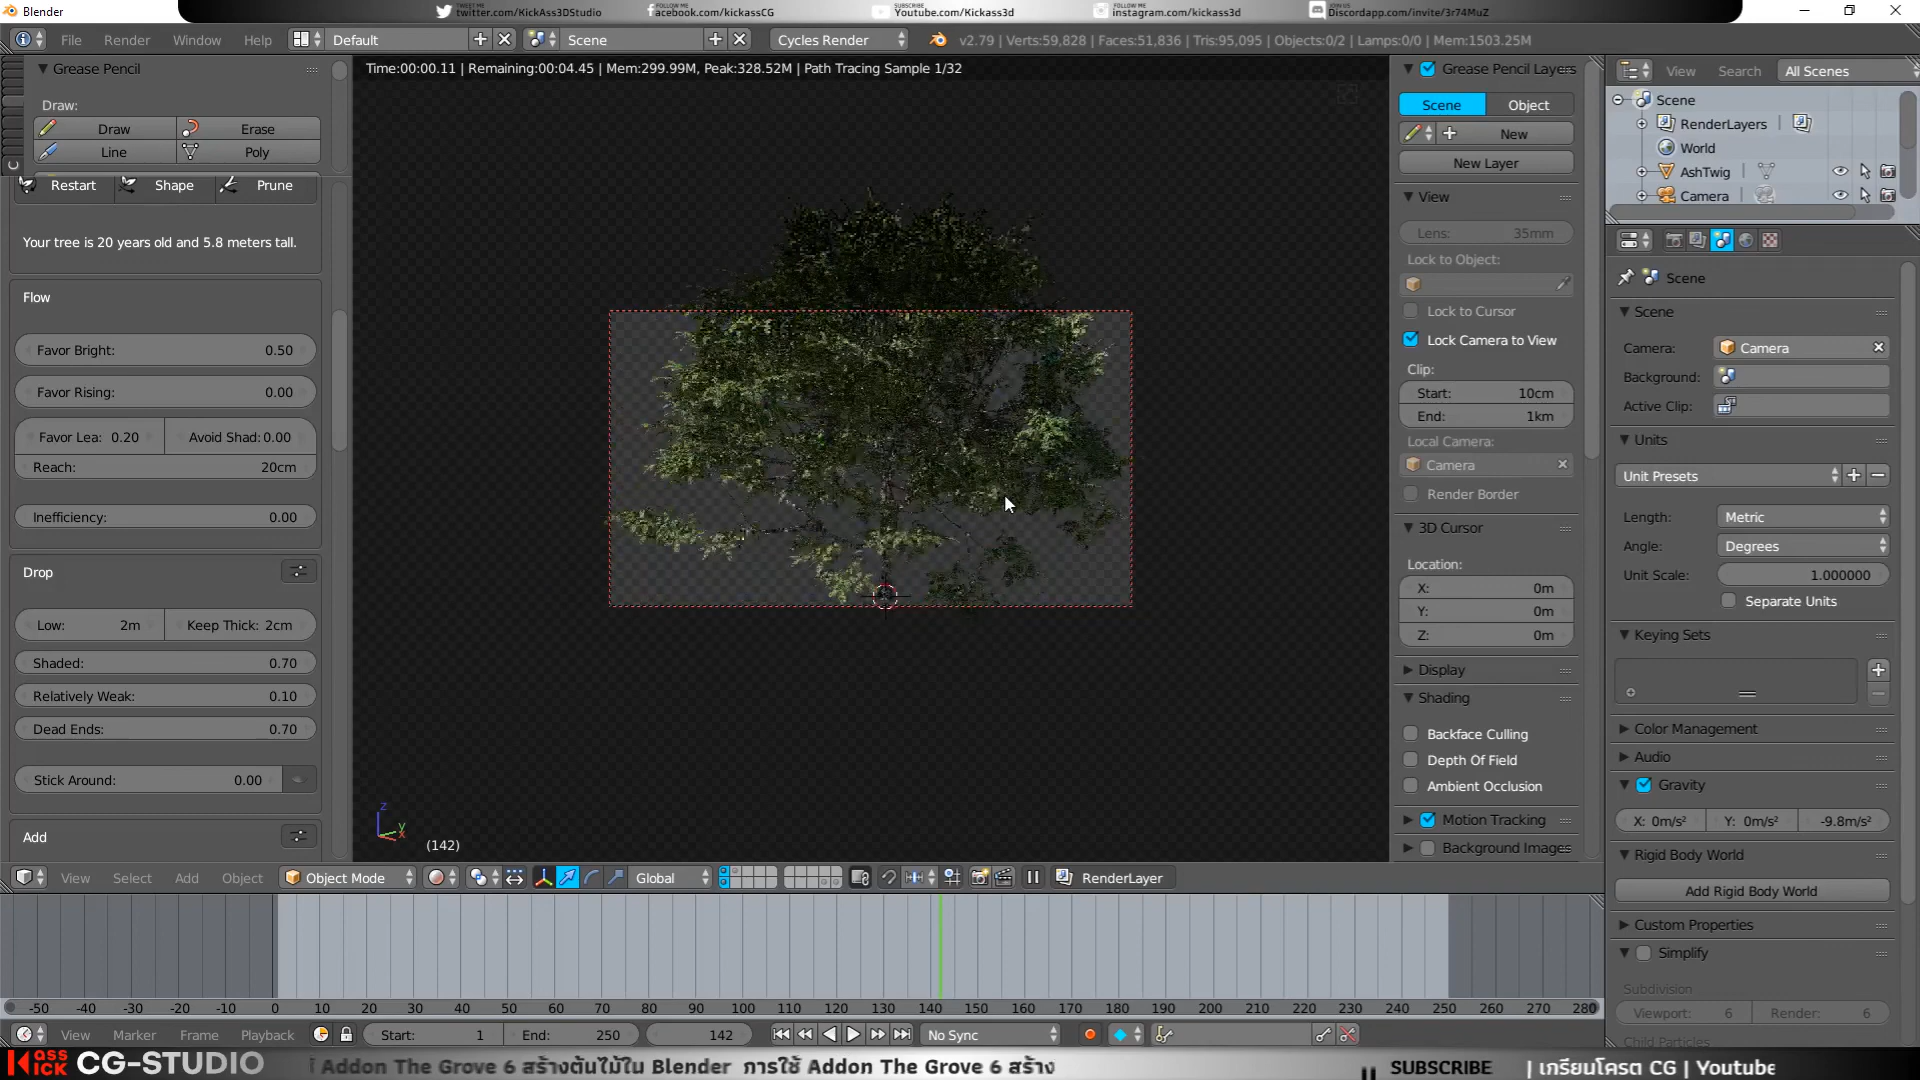 Blender
FOLLOW ME
twitter.com/KickAss3DStudio
FOLLOW ME
facebook.com/kickassCG
SUBSCRIBE
Youtube.com/Kickass3d
FOLLOW ME
instagram.com/kickass3d
JOIN US
Discordapp.com/invite/3r74MuZ
File Render Window Help Default Scene Cycles Render v2.79 | Verts:59,828 | Faces:51,836 | Tris:95,095 | Objects:0/2 | Lamps:0/0 | Mem:1503.25M
Grease Pencil
Draw:
Draw Erase
Line Poly
Restart Shape Prune
Your tree is 20 years old and 5.8 meters tall.
Flow
Favor Bright: 0.50
Favor Rising: 0.00
Favor Lea: 0.20 Avoid Shad: 0.00
Reach: 20cm
Inefficiency: 0.00
Drop
Low: 2m Keep Thick: 2cm
Shaded: 0.70
Relatively Weak: 0.10
Dead Ends: 0.70
Stick Around: 0.00
Add
Time:00:00.11 | Remaining:00:04.45 | Mem:299.99M, Peak:328.52M | Path Tracing Sample 1/32
z
y
x
(142)
Grease Pencil Layers
Scene Object
New
New Layer
View
Lens: 35mm
Lock to Object:
Lock to Cursor
Lock Camera to View
Clip:
Start: 10cm
End: 1km
Local Camera:
Camera
Render Border
3D Cursor
Location:
X: 0m
Y: 0m
Z: 0m
Display
Shading
Backface Culling
Depth Of Field
Ambient Occlusion
Motion Tracking
Background Images
View Search All Scenes
Scene
RenderLayers
World
AshTwig
Camera
Scene
Scene
Camera: Camera
Background:
Active Clip:
Units
Unit Presets
Length: Metric
Angle: Degrees
Unit Scale: 1.000000
Separate Units
Keying Sets
Color Management
Audio
Gravity
X: 0m/s² Y: 0m/s² -9.8m/s²
Rigid Body World
Add Rigid Body World
Custom Properties
Simplify
Subdivision
Viewport: 6 Render: 6
Child Particles
View Select Add Object Object Mode Global RenderLayer
-50 -40 -30 -20 -10 0 10 20 30 40 50 60 70 80 90 100 110 120 130 140 150 160 170 180 190 200 210 220 230 240 250 260 270 280
View Marker Frame Playback Start: 1 End: 250 142 No Sync
KICK ASS CG-STUDIO
Addon The Grove 6 สร้างต้นไม้ใน Blender การใช้ Addon The Grove 6 สร้าง
SUBSCRIBE | เกรียนโครต CG | Youtube